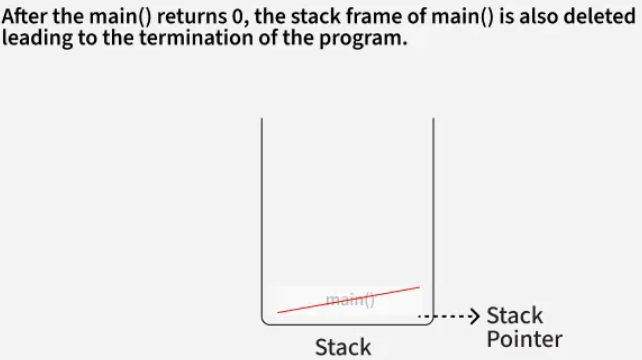 After the main() returns 0, the stack frame of main() is also deleted
leading to the termination of the program.
main()
Stack
Pointer
Stack